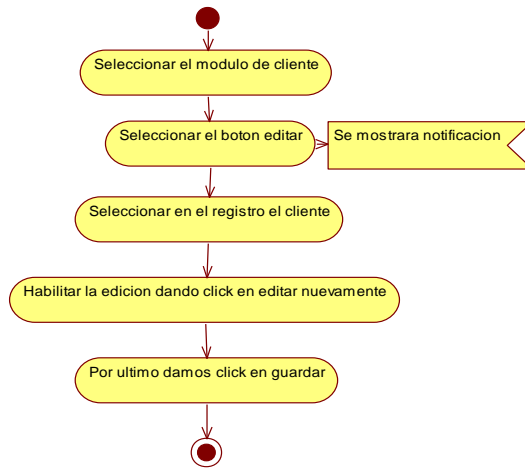 Seleccionar el modulo de cliente
Seleccionar el boton editar
Se mostrara notificacion
Seleccionar en el registro el cliente
Habilitar la edicion dando click en editar nuevamente
Por ultimo damos click en guardar